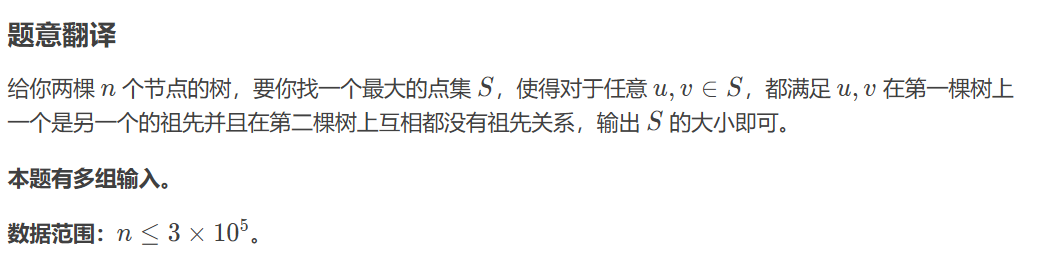 题意翻译
给你两棵 n 个节点的树，要你找一个最大的点集 S，使得对于任意 u, v ∈ S，都满足 u, v 在第一棵树上
一个是另一个的祖先并且在第二棵树上互相都没有祖先关系，输出 S 的大小即可。
本题有多组输入。
数据范围：n ≤ 3 × 10⁵。